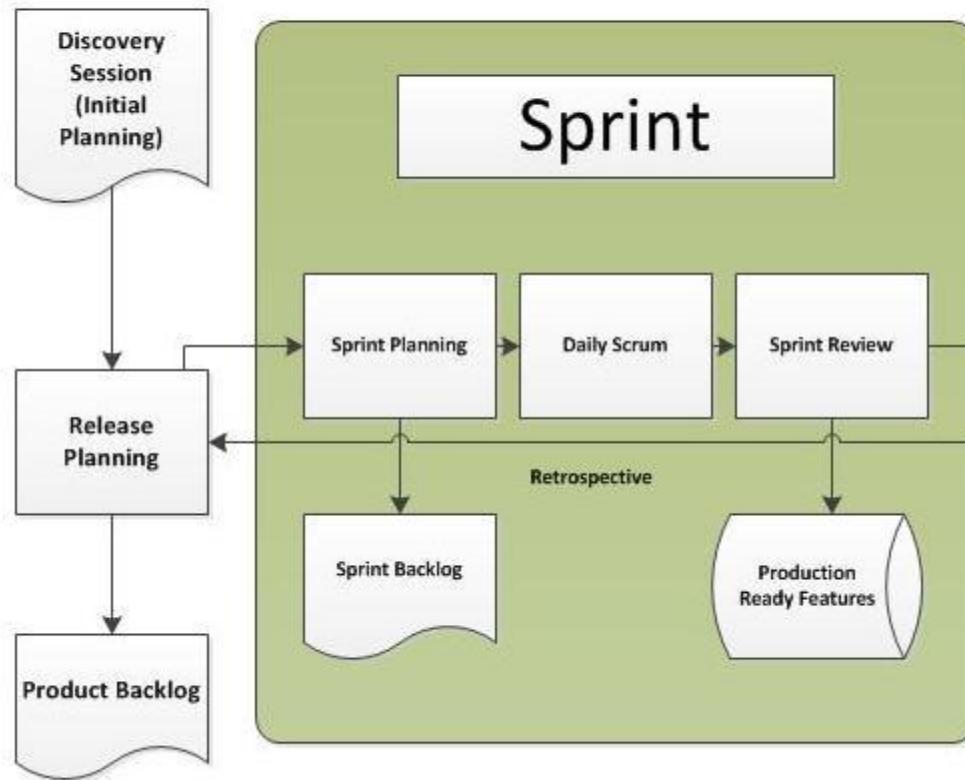 Discovery
Session
(Initial
Planning)
Sprint
Sprint Planning
Daily Scrum
Sprint Review
Release
Planning
Retrospective
Sprint Backlog
Production
Ready Features
Product Backlog